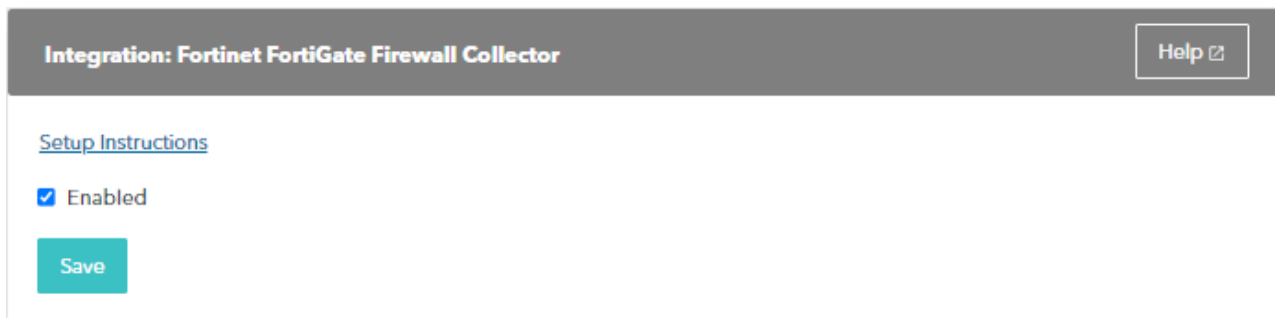 Integration: Fortinet FortiGate Firewall Collector
Help
Setup Instructions
Enabled
Save